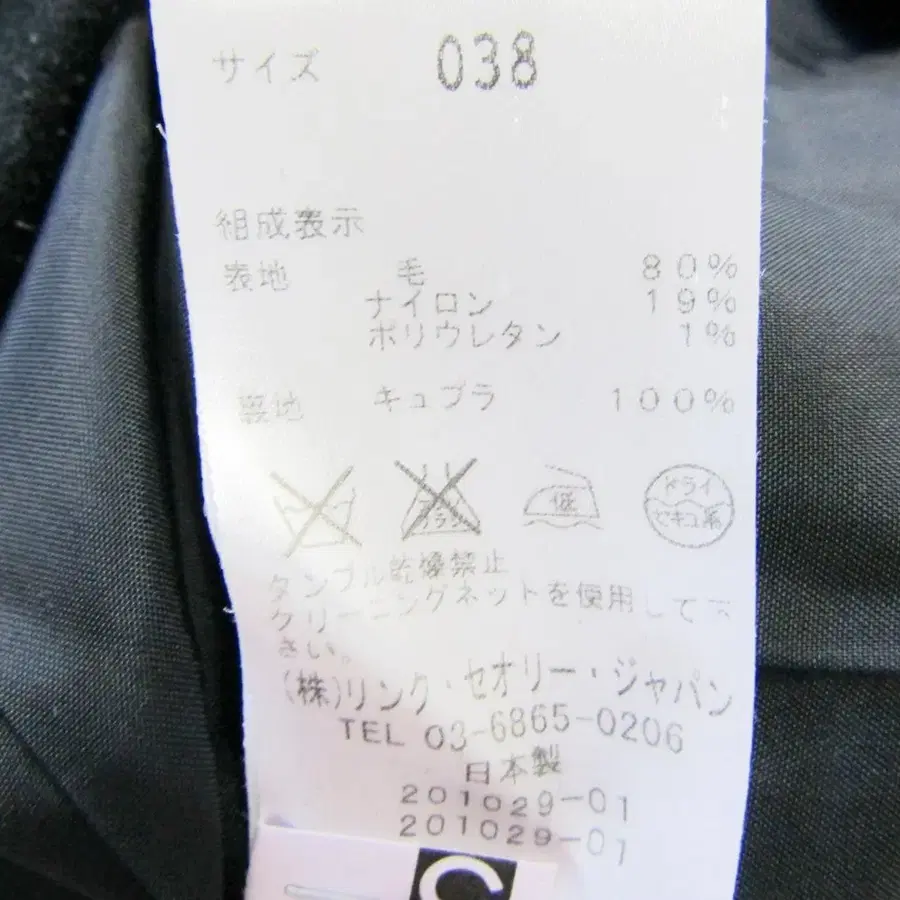 サイズ 038
組成表示
表地 毛 80%
ナイロン 19%
ポリウレタン 1%
裏地 キュプラ 100%
ブラシ 低 ドライ
セキユ系
タンブル乾燥禁止
クリーニングネットを使用して下
さい。
(株)リンク・セオリー・ジャパン
TEL 03-6865-0206
日本製
201029-01
201029-01
C